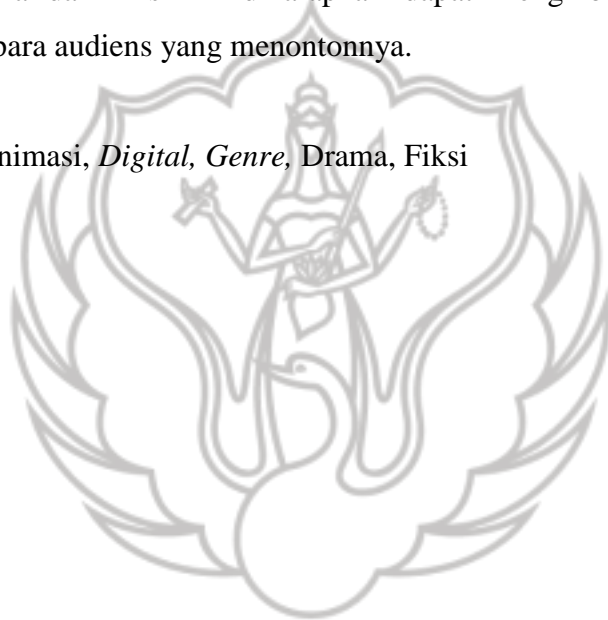 para audiens yang menontonnya.
nimasi, Digital, Genre, Drama, Fiksi